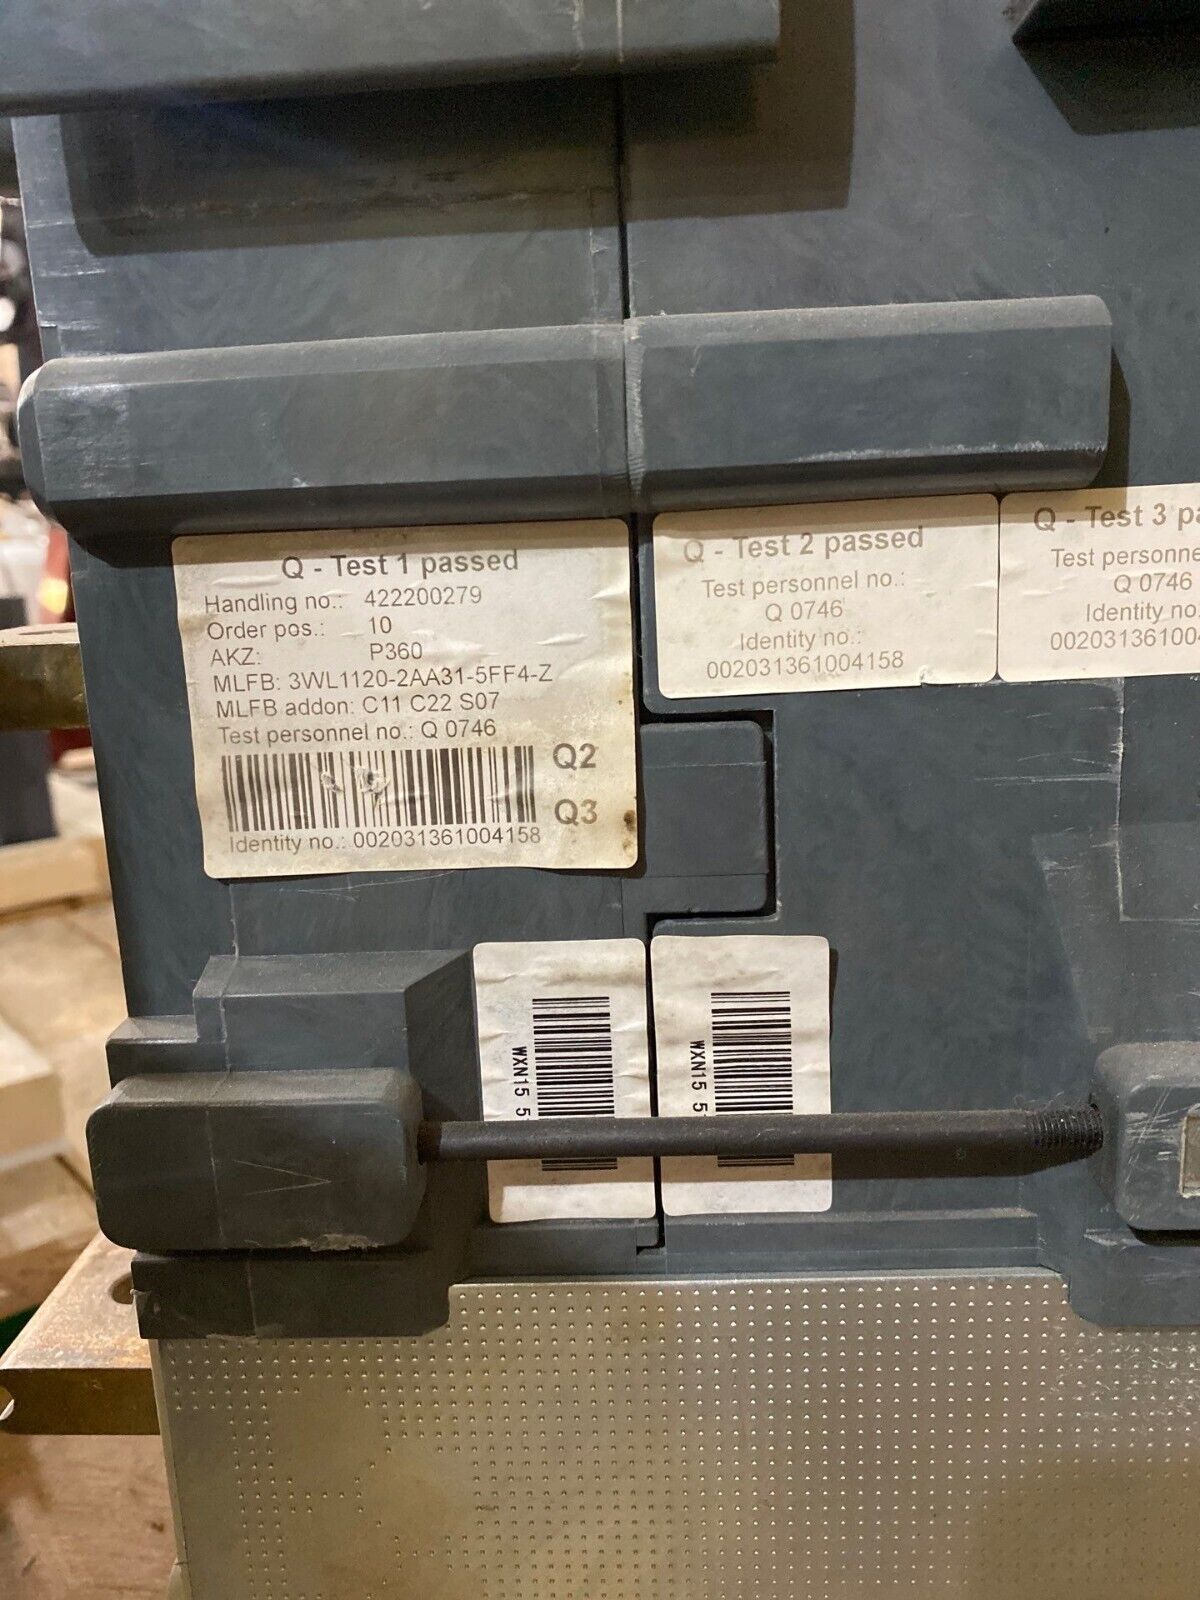 Q - Test 1 passed
Handling no.: 422200279
Order pos.: 10
AKZ: P360
MLFB: 3WL1120-2AA31-5FF4-Z
MLFB addon: C11 C22 S07
Test personnel no.: Q 0746
Q2
Q3
Identity no.: 002031361004158
Q - Test 2 passed
Test personnel no.:
Q 0746
Identity no.:
002031361004158
Q - Test 3
Test
Q 0746
Identity no.
WXN15
WXN15